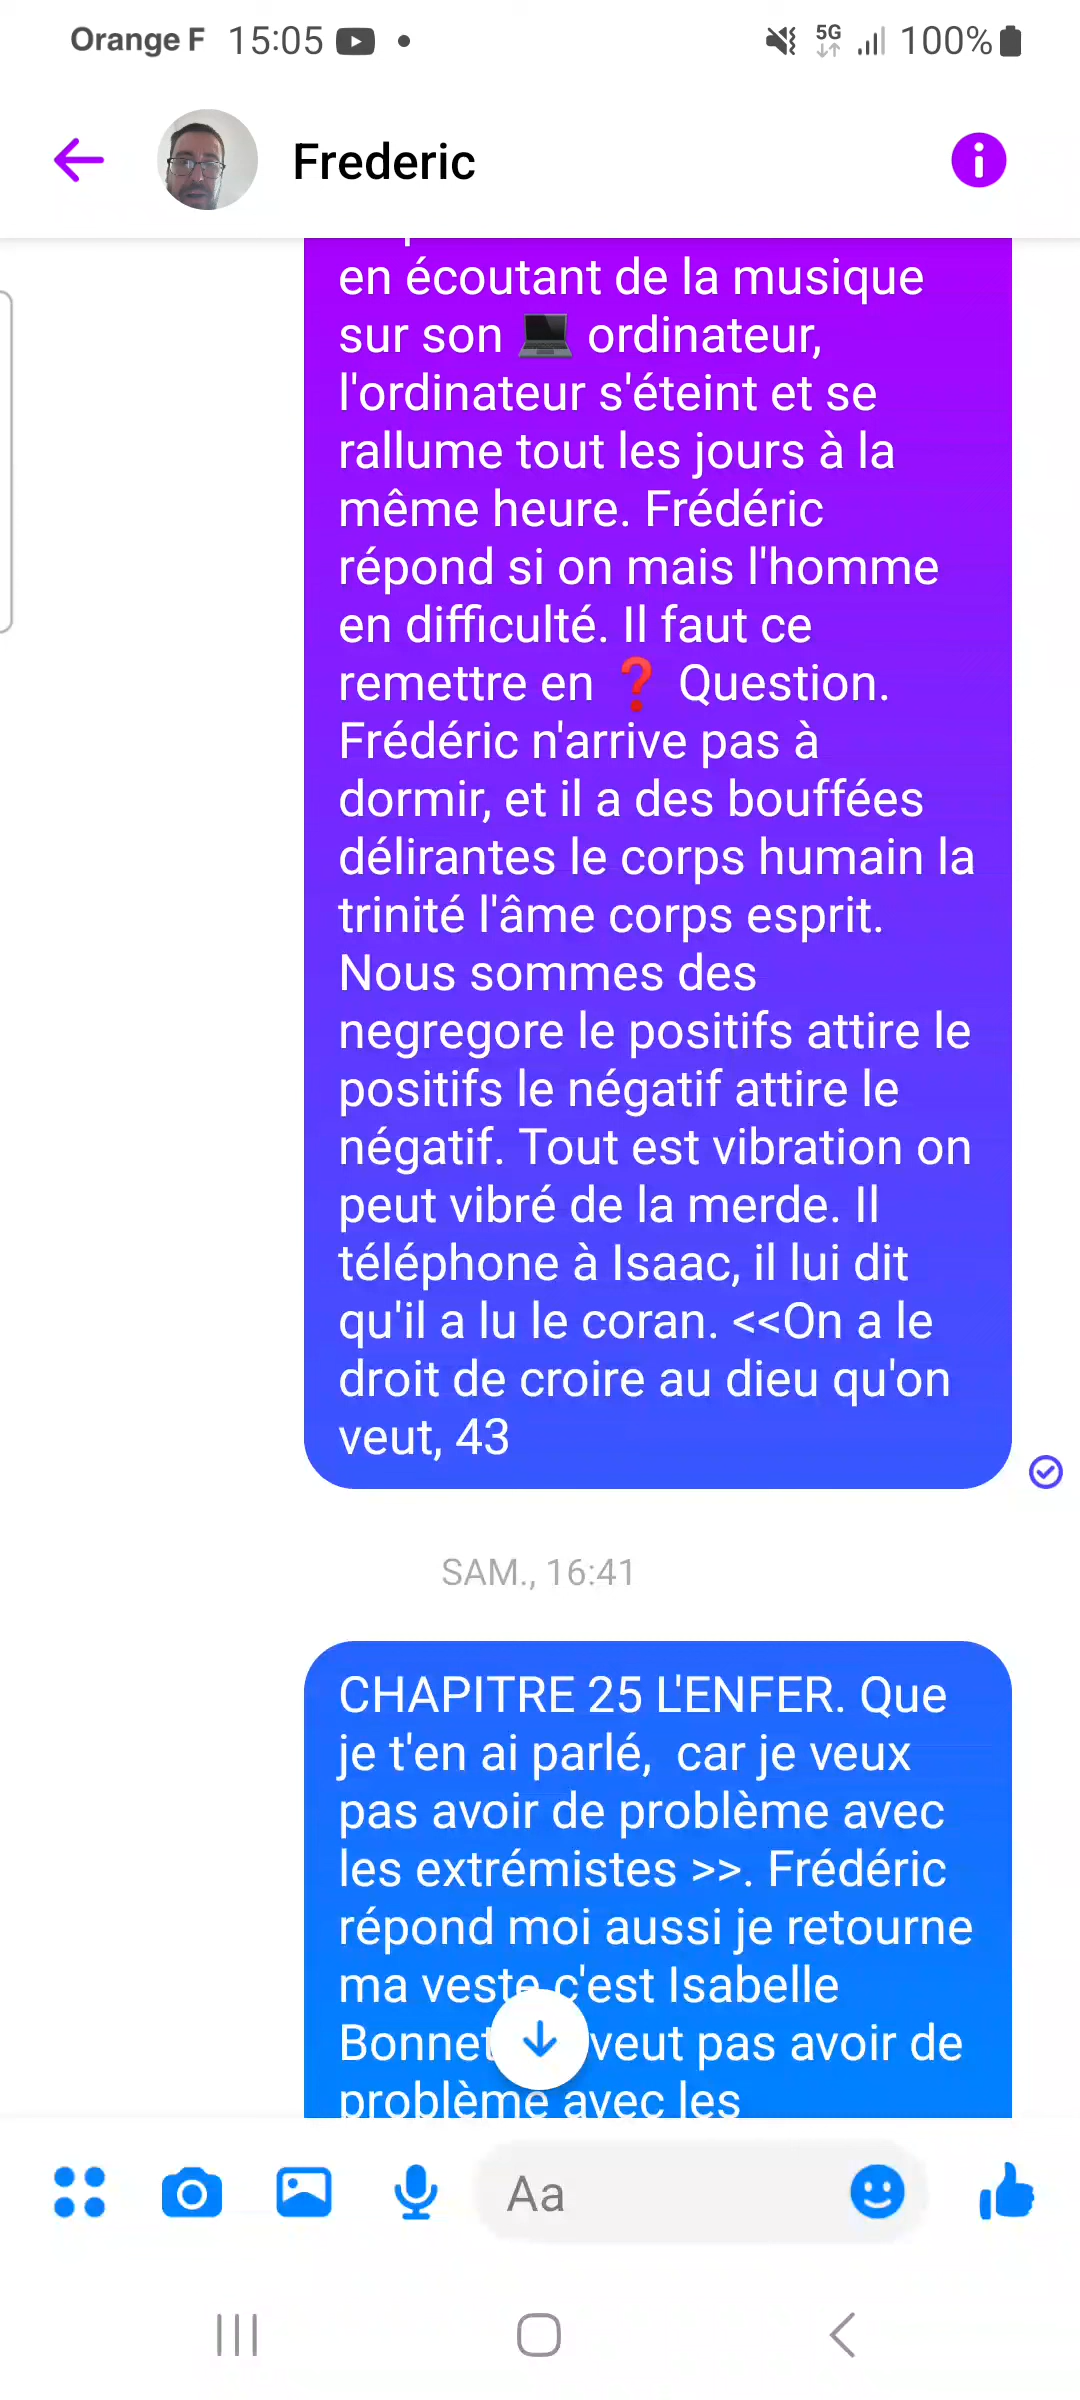 Orange F 15:05
5G
100%
Frederic
en écoutant de la musique
sur son 💻 ordinateur,
l'ordinateur s'éteint et se
rallume tout les jours à la
même heure. Frédéric
répond si on mais l'homme
en difficulté. Il faut ce
remettre en ❓ Question.
Frédéric n'arrive pas à
dormir, et il a des bouffées
délirantes le corps humain la
trinité l'âme corps esprit.
Nous sommes des
negregore le positifs attire le
positifs le négatif attire le
négatif. Tout est vibration on
peut vibré de la merde. Il
téléphone à Isaac, il lui dit
qu'il a lu le coran. <<On a le
droit de croire au dieu qu'on
veut, 43
SAM., 16:41
CHAPITRE 25 L'ENFER. Que
je t'en ai parlé, car je veux
pas avoir de problème avec
les extrémistes >>. Frédéric
répond moi aussi je retourne
ma veste c'est Isabelle
Bonnet veut pas avoir de
problème avec les
Aa